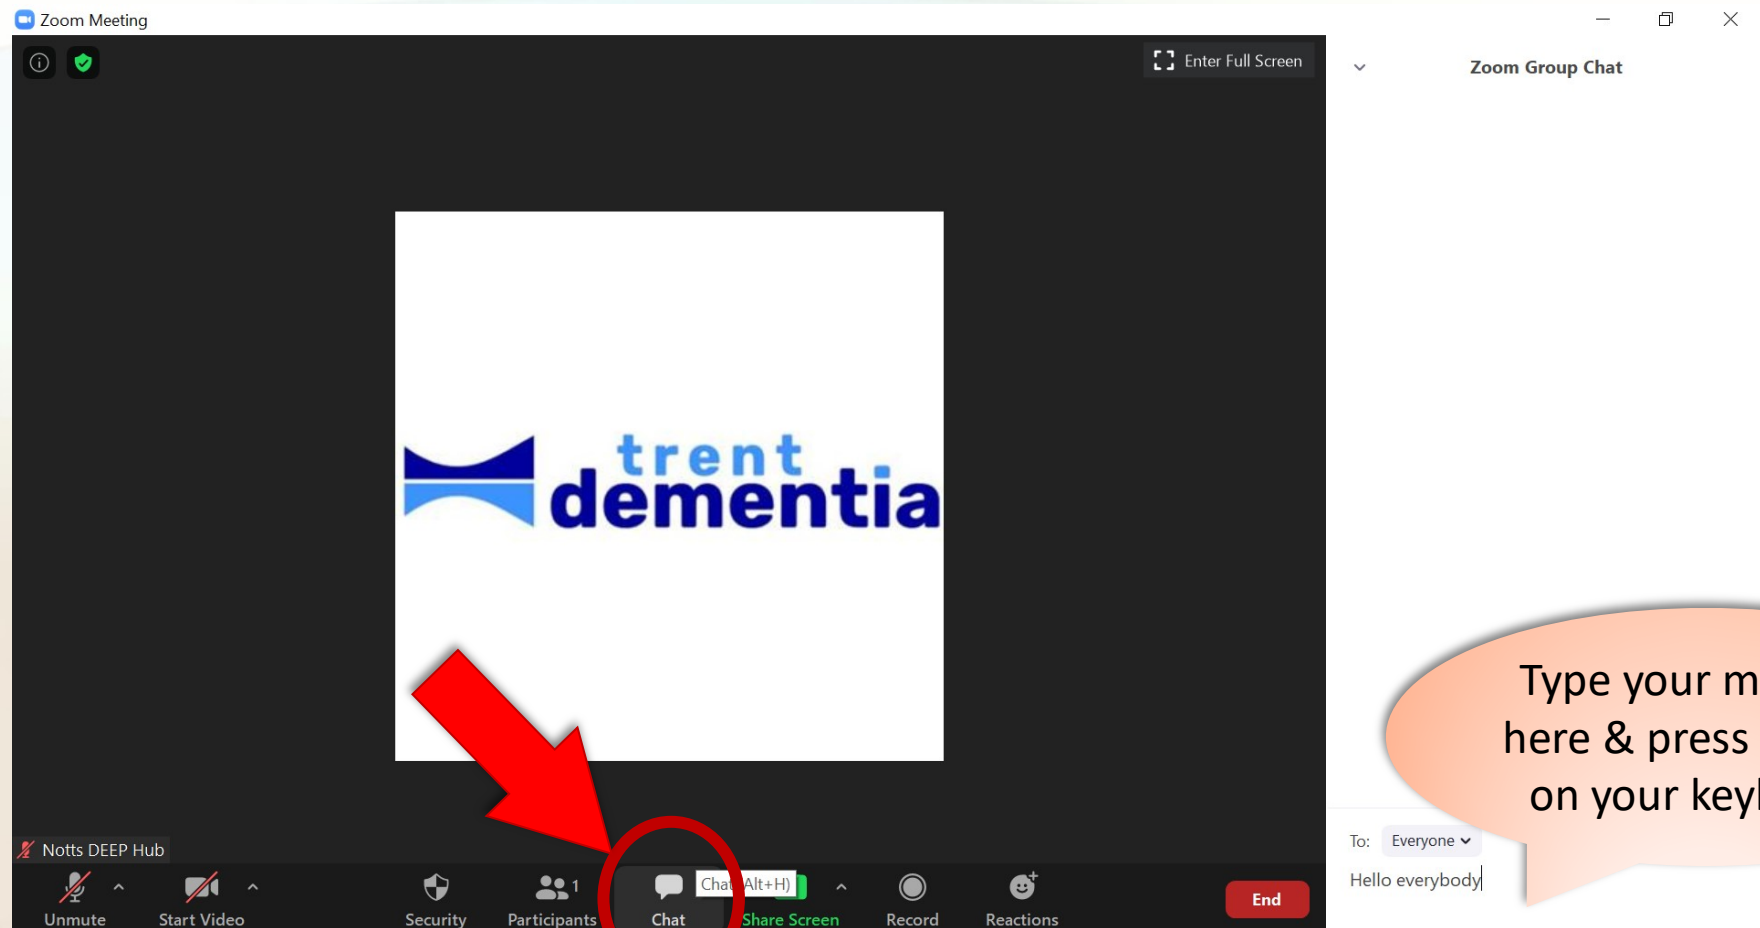 Zoom Meeting
Enter Full Screen
Zoom Group Chat
trent
dementia
Type your
here & press
on your
To: Everyone
Hello everybody
Notts DEEP Hub
Unmute
Start Video
Security
Participants
1
Chat
Chat (Alt+H)
Share Screen
Record
Reactions
End